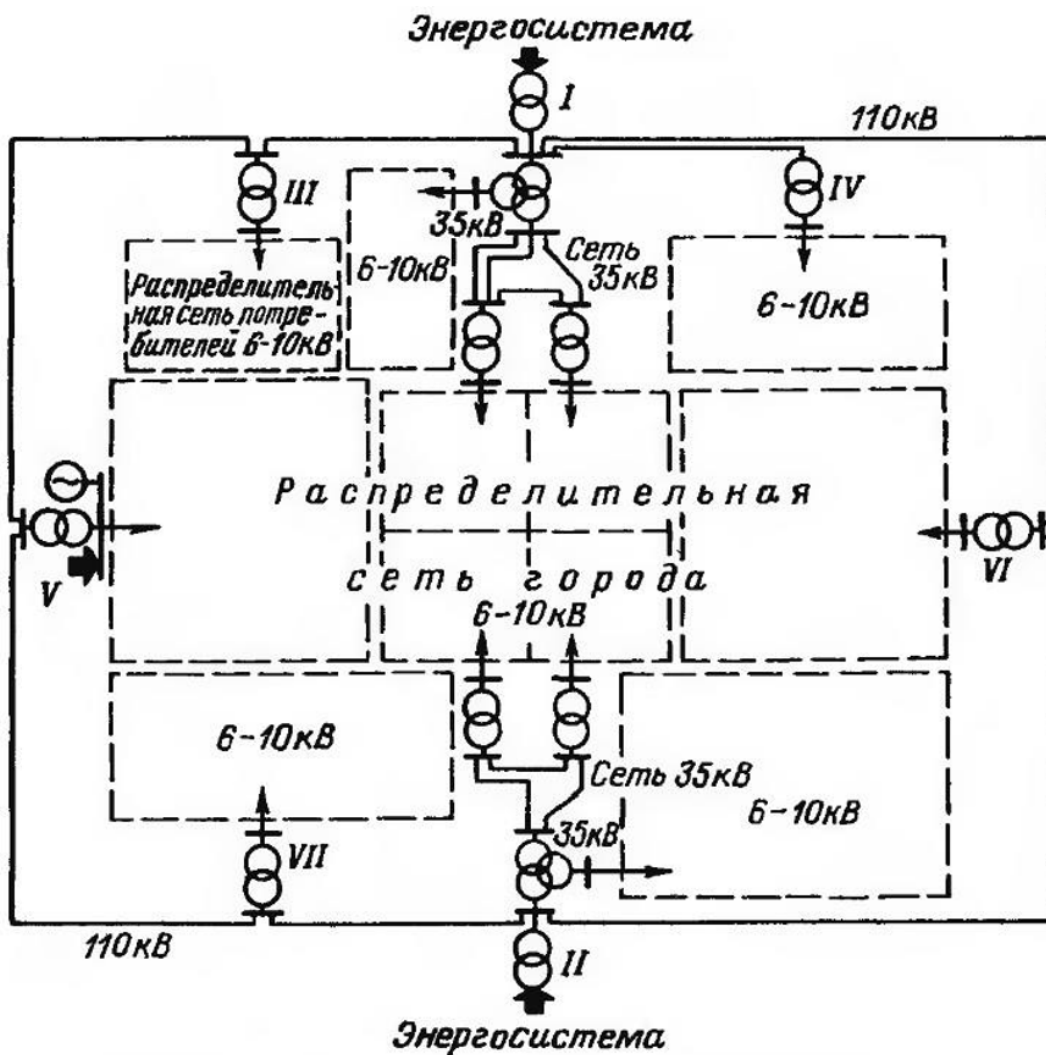 Энергосистема
I
110кВ
III
IV
35кВ
Сеть
35кВ
6-10кВ
6-10кВ
Распределитель-
ная сеть потре-
бителей 6-10кВ
Распределительная
V
VI
сеть города
6-10кВ
6-10кВ
Сеть 35кВ
6-10кВ
35кВ
VII
110кВ
II
Энергосистема